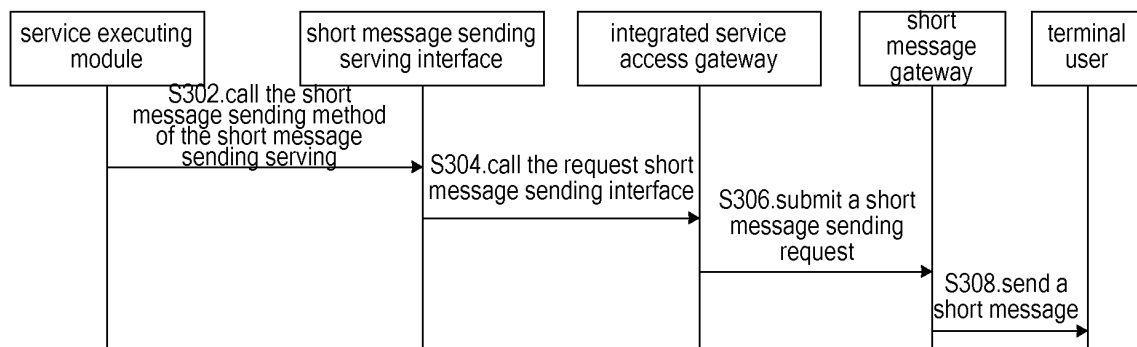 service executing
module
short message sending
serving interface
integrated service
access gateway
short
message
gateway
terminal
user
S302.call the short
message sending method
of the short message
sending serving
S304.call the request short
message sending interface
S306.submit a short
message sending
request
S308.send a
short message